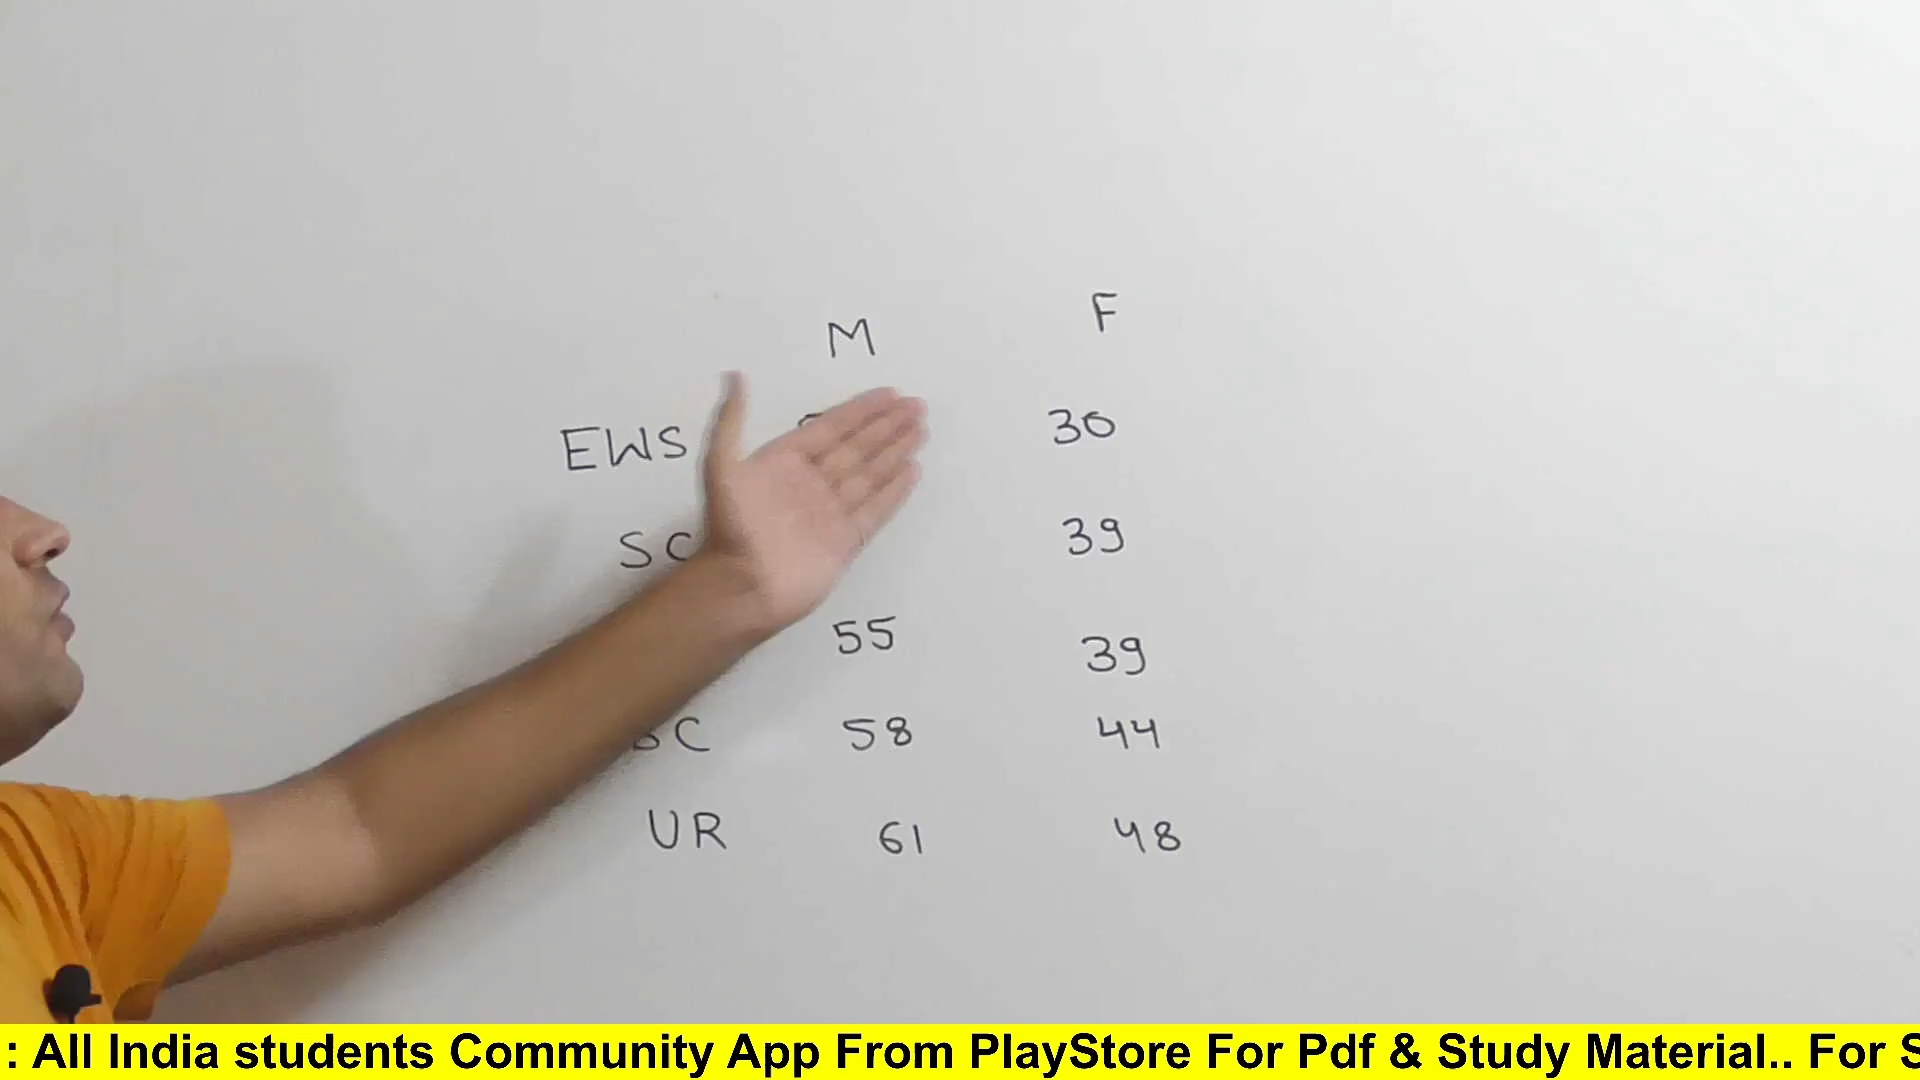 M F
EWS 30
SC 39
55 39
BC 58 44
UR 61 48
: All India students Community App From PlayStore For Pdf & Study Material.. For S